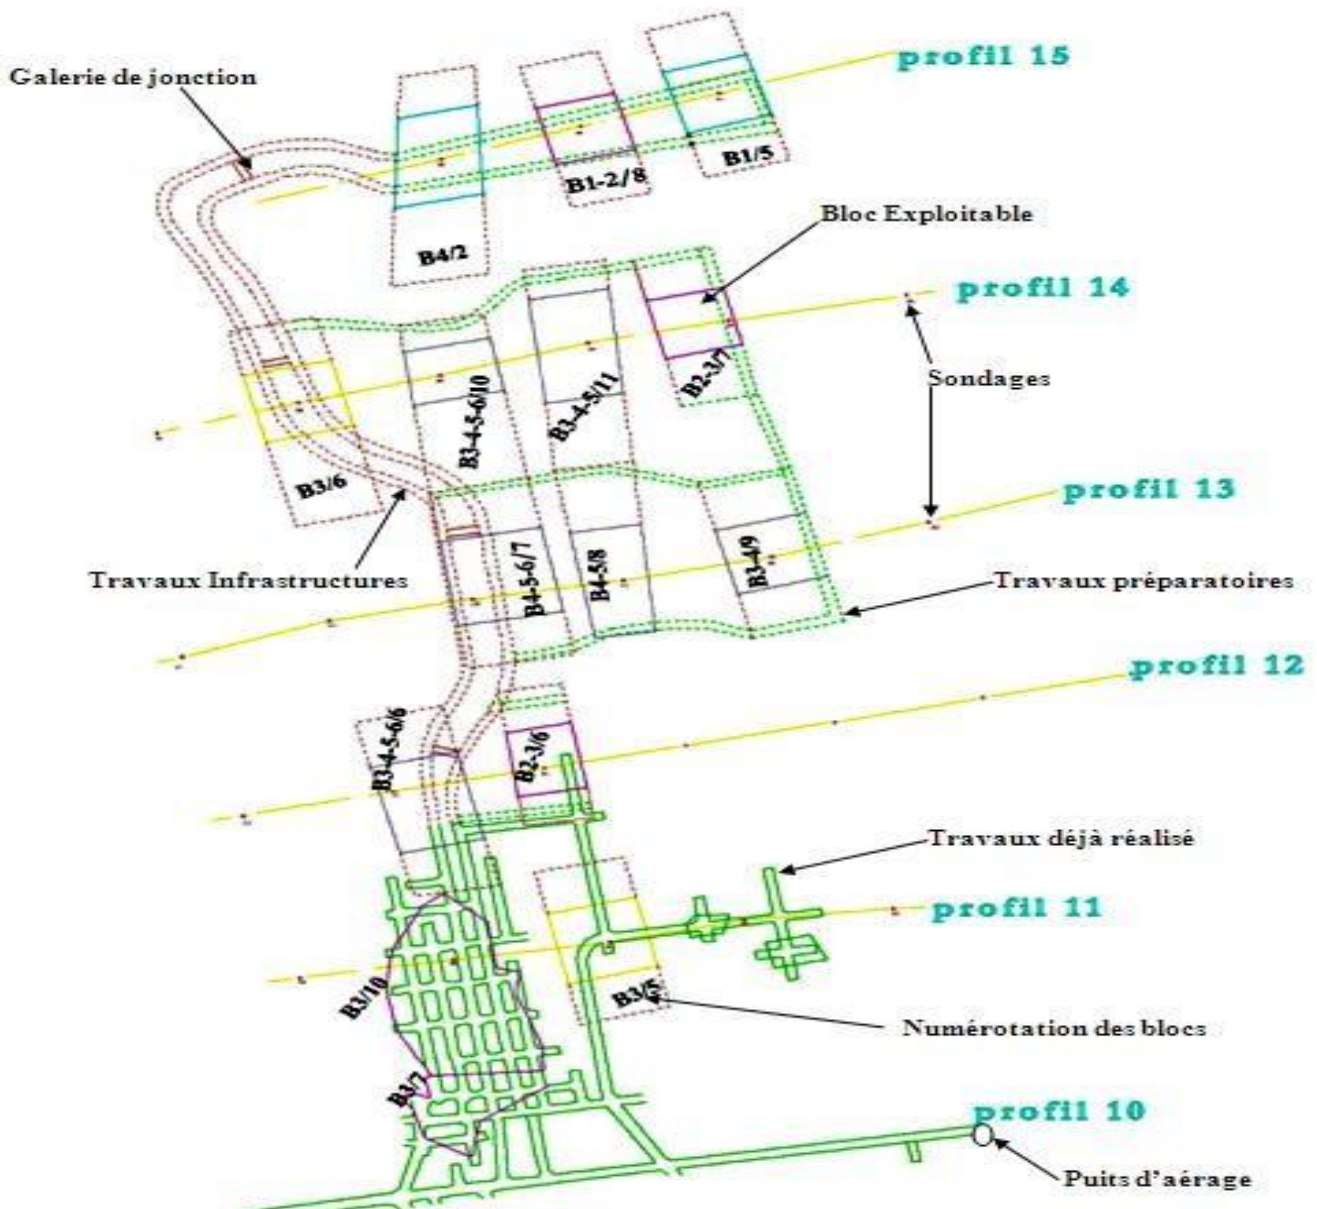 profil 15
Galerie de jonction
B1/5
B1-2/8
Bloc Exploitable
B4/2
profil 14
B2-3/7
Sondages
B3-4-5/11
B3-4-5-6/10
B3/6
profil 13
B3-4/9
B4-5/8
B4-5-6/7
Travaux Infrastructures
Travaux préparatoires
profil 12
B3-4-5-6/6
B2-3/6
Travaux déjà réalisé
profil 11
B3/10
B3/5
Numérotation des blocs
B3/7
profil 10
Puits d'aérage